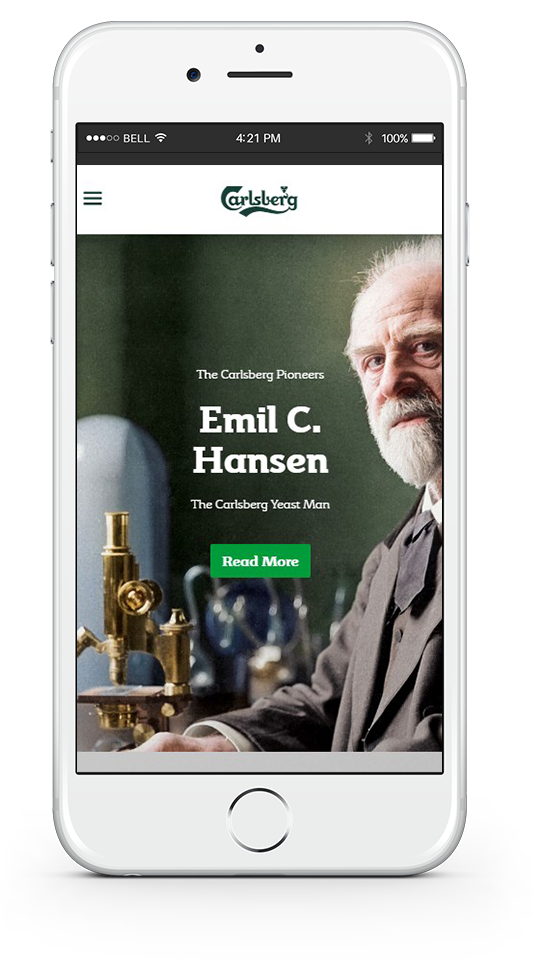 BELL
4:21 PM
100%
Carlsberg
The Carlsberg Pioneers
Emil C.
Hansen
The Carlsberg Yeast Man
Read More